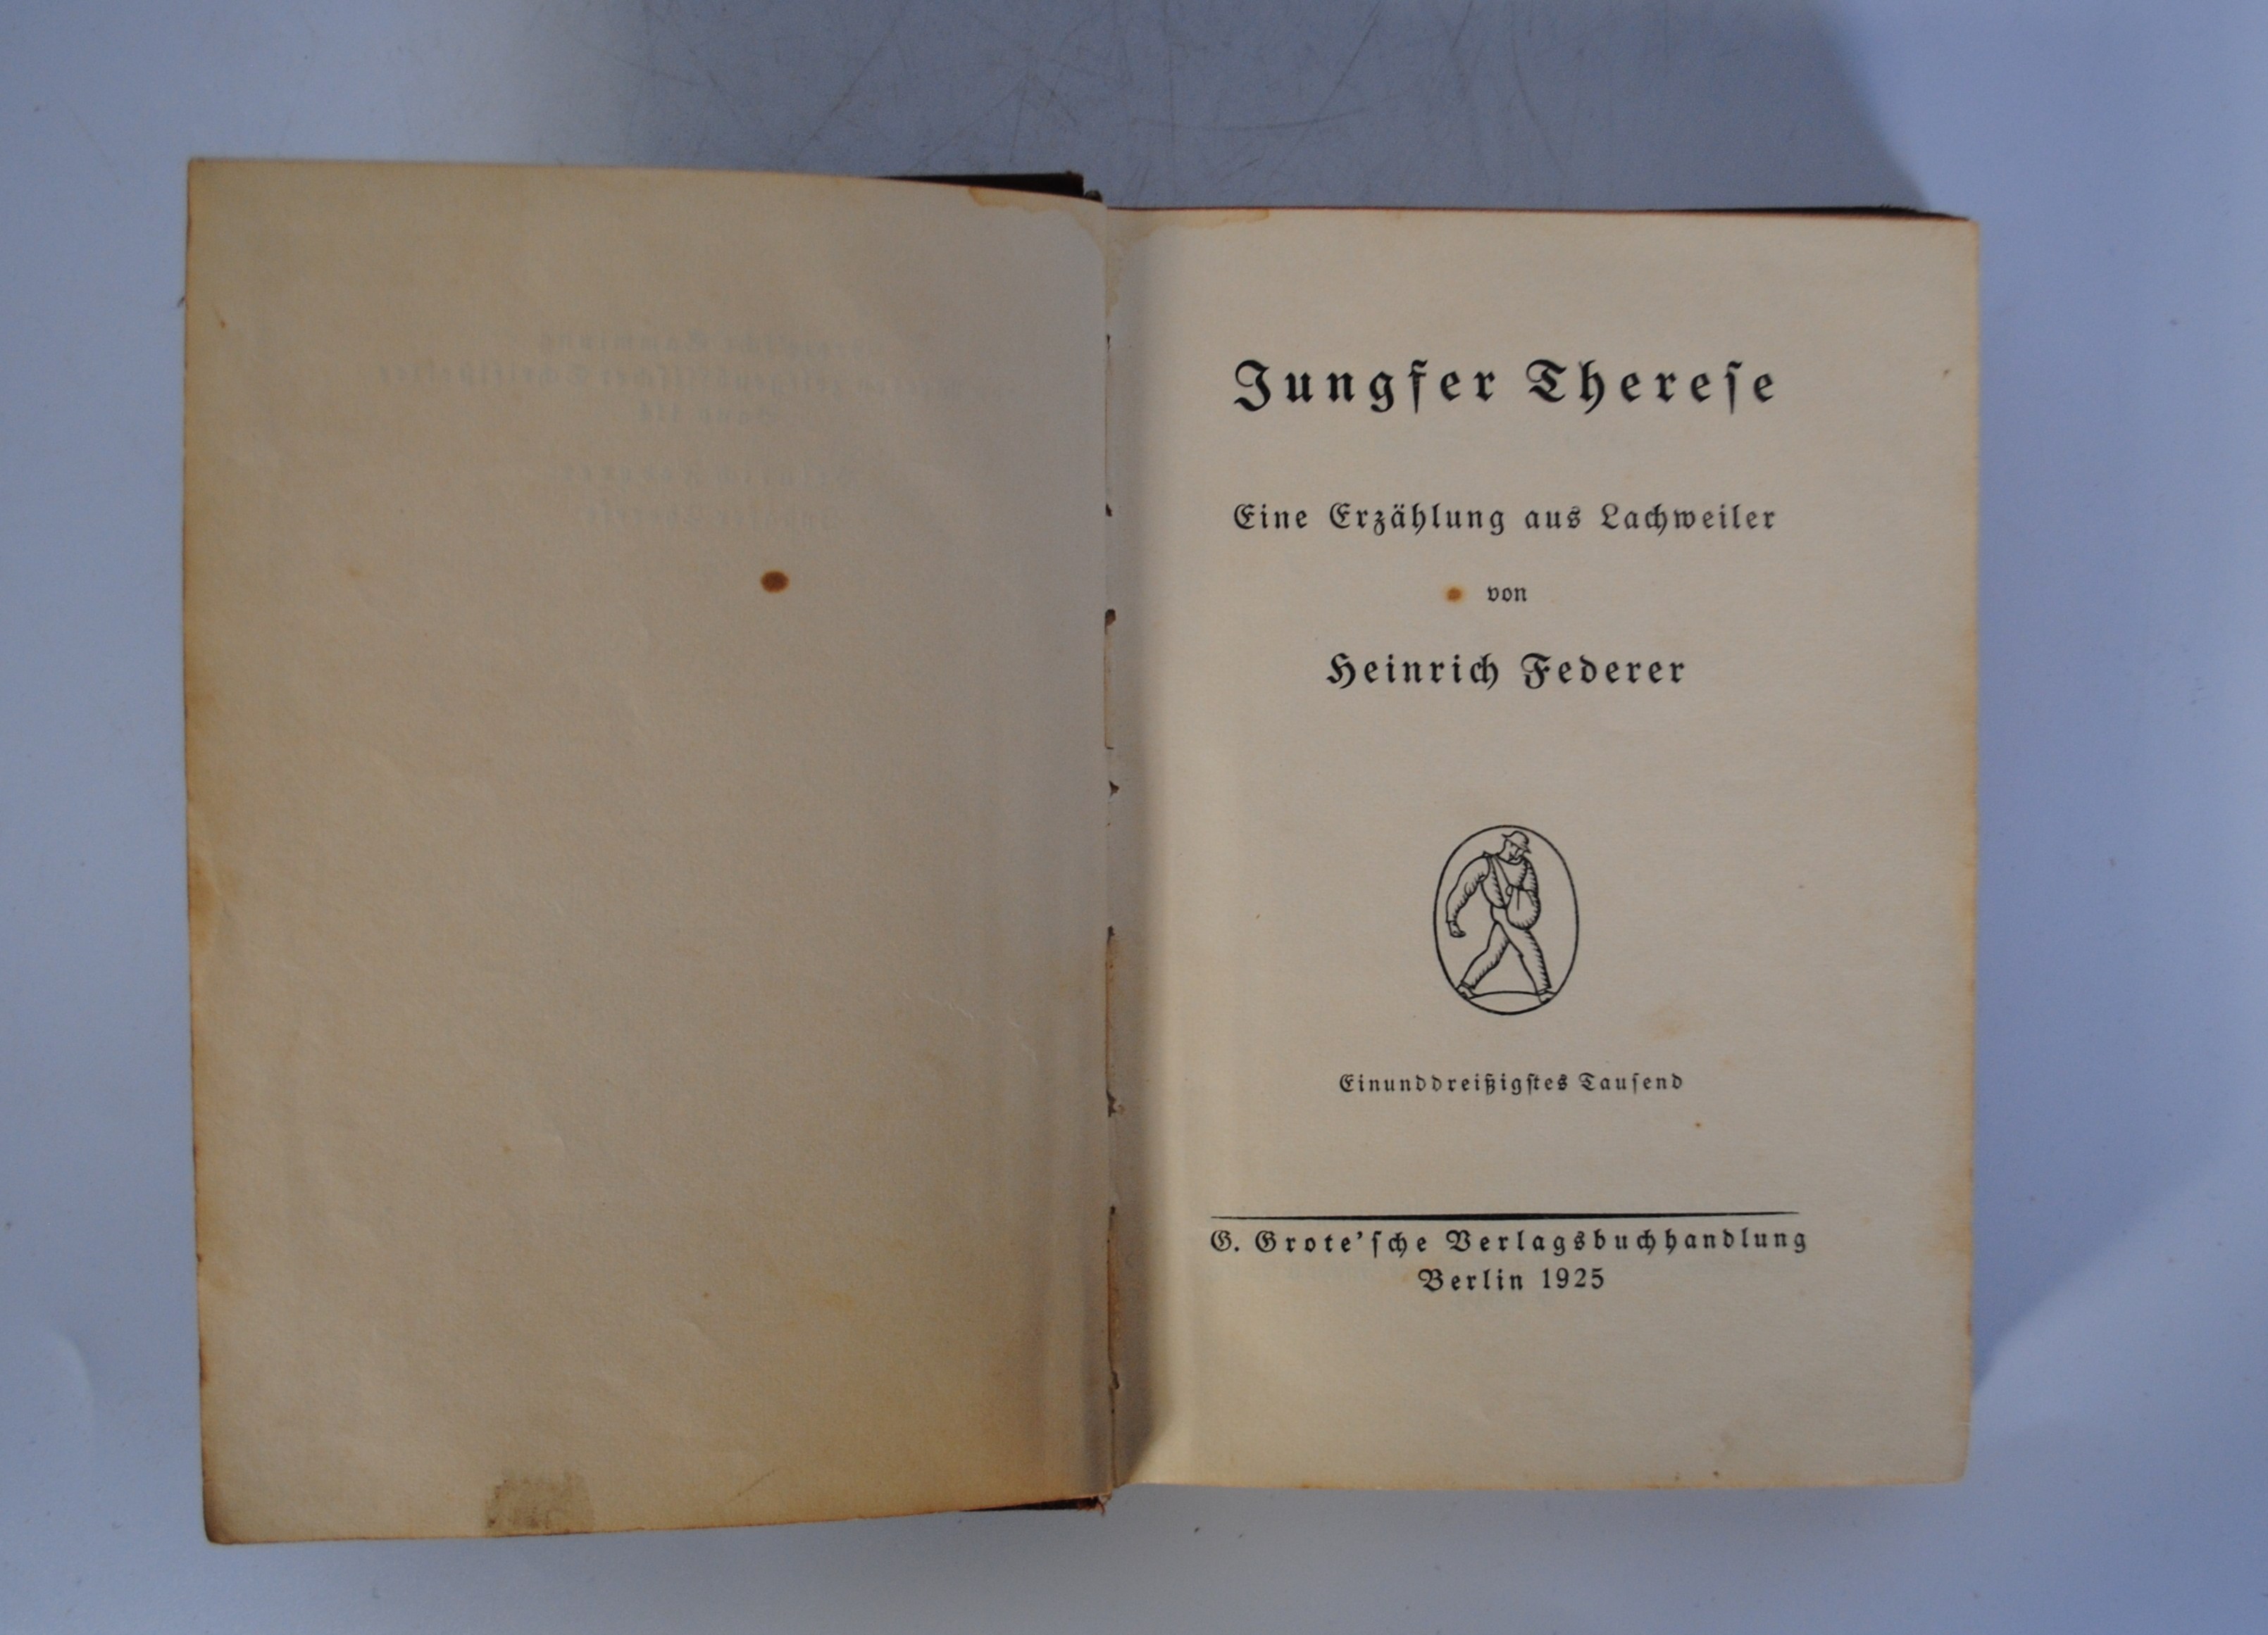 Jungfer Thereſe
Eine Erzählung aus Lachweiler
von
Heinrich Federer
Einunddreißigſtes Tauſend
G. Grote'ſche Verlagsbuchhandlung
Berlin 1925